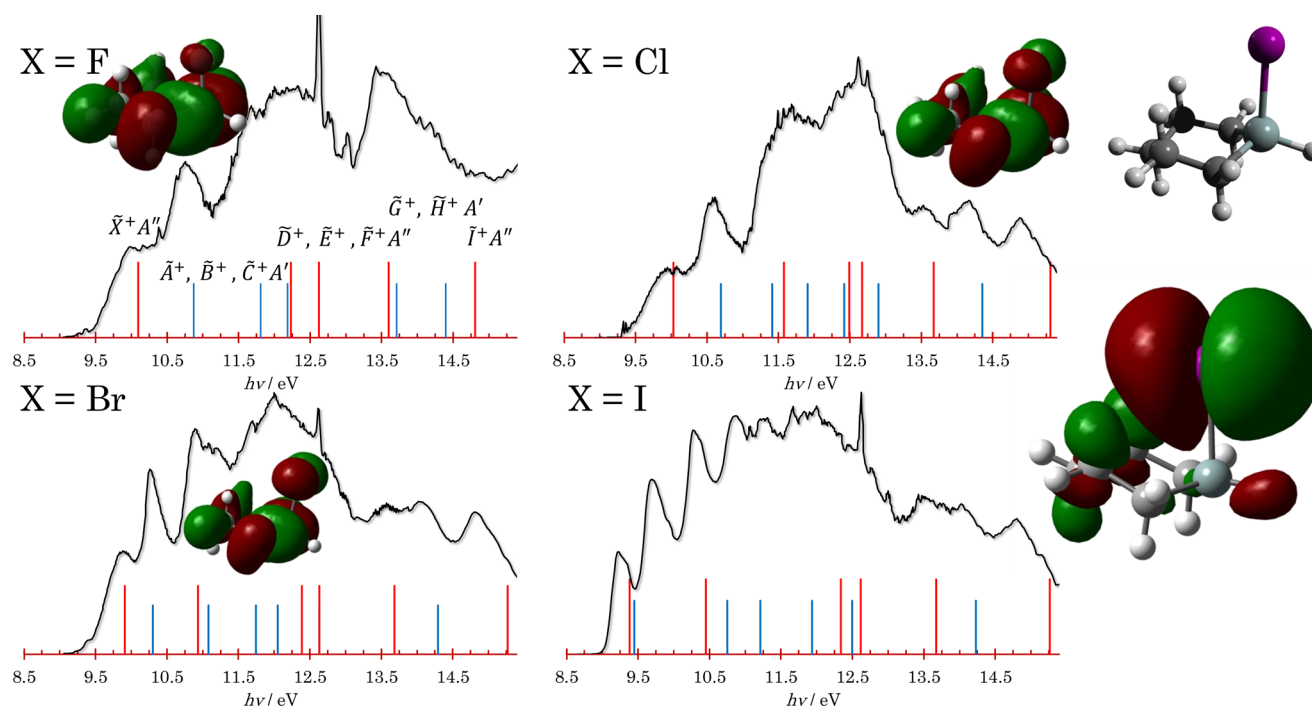 X = F
X̃⁺A″
Ã⁺, B̃⁺, C̃⁺A′
D̃⁺, Ẽ⁺, F̃⁺A″
G̃⁺, H̃⁺ A′
Ĩ⁺A″
8.5 9.5 10.5 11.5 12.5 13.5 14.5
hν / eV
X = Cl
8.5 9.5 10.5 11.5 12.5 13.5 14.5
hν / eV
X = Br
8.5 9.5 10.5 11.5 12.5 13.5 14.5
hν / eV
X = I
8.5 9.5 10.5 11.5 12.5 13.5 14.5
hν / eV